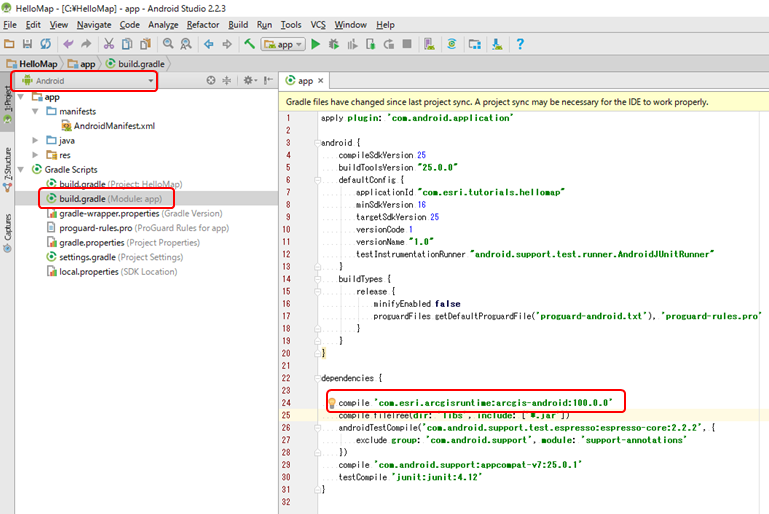 HelloMap - [C:¥HelloMap] - app - Android Studio 2.2.3
File Edit View Navigate Code Analyze Refactor Build Run Tools VCS Window Help
app
HelloMap app build.gradle
Android
app
1: Project
7: Structure
Captures
app
manifests
AndroidManifest.xml
java
res
Gradle Scripts
build.gradle (Project: HelloMap)
build.gradle (Module: app)
gradle-wrapper.properties (Gradle Version)
proguard-rules.pro (ProGuard Rules for app)
gradle.properties (Project Properties)
settings.gradle (Project Settings)
local.properties (SDK Location)
Gradle files have changed since last project sync. A project sync may be necessary for the IDE to work properly.
1 apply plugin: 'com.android.application'
2
3 android {
4 compileSdkVersion 25
5 buildToolsVersion "25.0.0"
6 defaultConfig {
7 applicationId "com.esri.tutorials.hellomap"
8 minSdkVersion 16
9 targetSdkVersion 25
10 versionCode 1
11 versionName "1.0"
12 testInstrumentationRunner "android.support.test.runner.AndroidJUnitRunner"
13 }
14 buildTypes {
15 release {
16 minifyEnabled false
17 proguardFiles getDefaultProguardFile('proguard-android.txt'), 'proguard-rules.pro'
18 }
19 }
20 }
21
22 dependencies {
23
24 compile 'com.esri.arcgisruntime:arcgis-android:100.0.0'
25 compile fileTree(dir: 'libs', include: ['*.jar'])
26 androidTestCompile('com.android.support.test.espresso:espresso-core:2.2.2', {
27 exclude group: 'com.android.support', module: 'support-annotations'
28 })
29 compile 'com.android.support:appcompat-v7:25.0.1'
30 testCompile 'junit:junit:4.12'
31 }
32